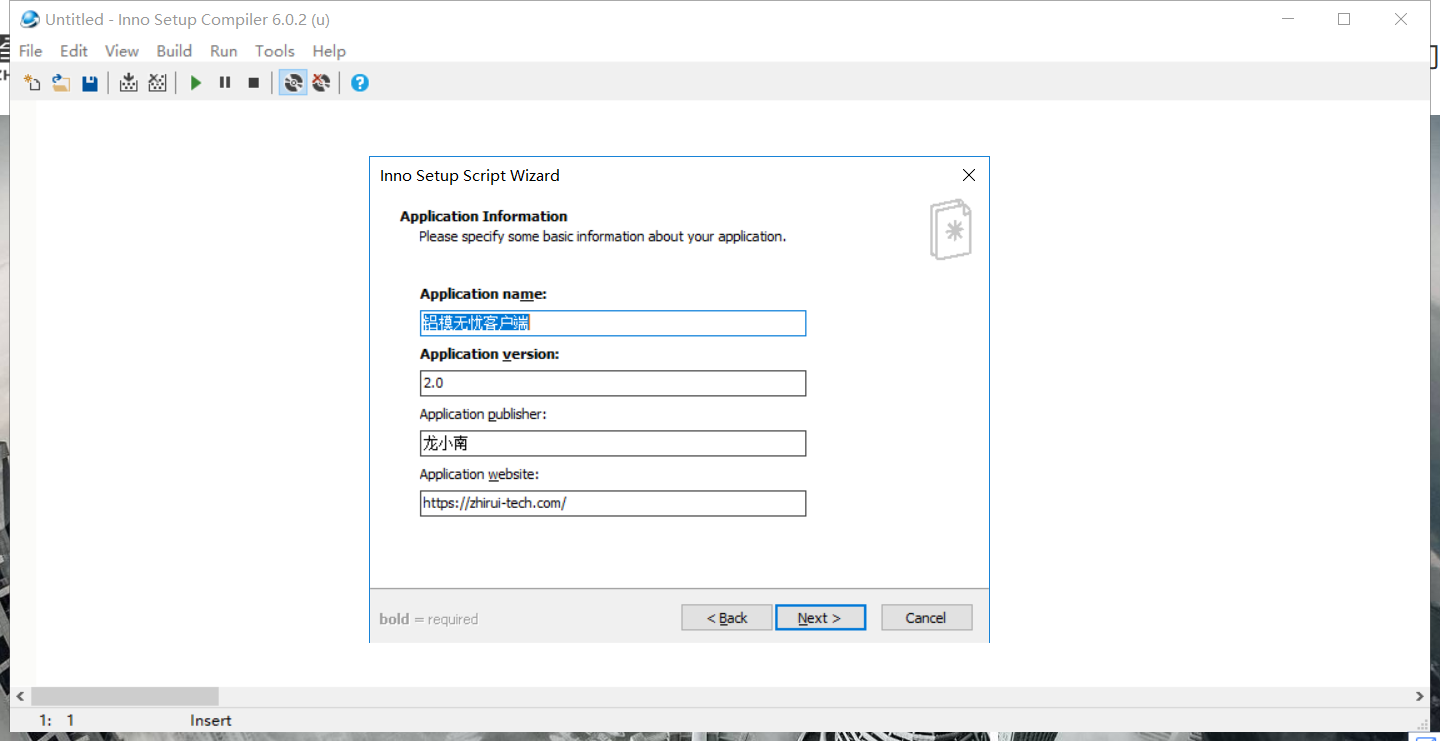 Untitled - Inno Setup Compiler 6.0.2 (u)
File Edit View Build Run Tools Help
Inno Setup Script Wizard
Application Information
Please specify some basic information about your application.
Application name:
铝模无忧客户端
Application version:
2.0
Application publisher:
龙小南
Application website:
https://zhirui-tech.com/
bold = required
< Back
Next >
Cancel
1: 1
Insert